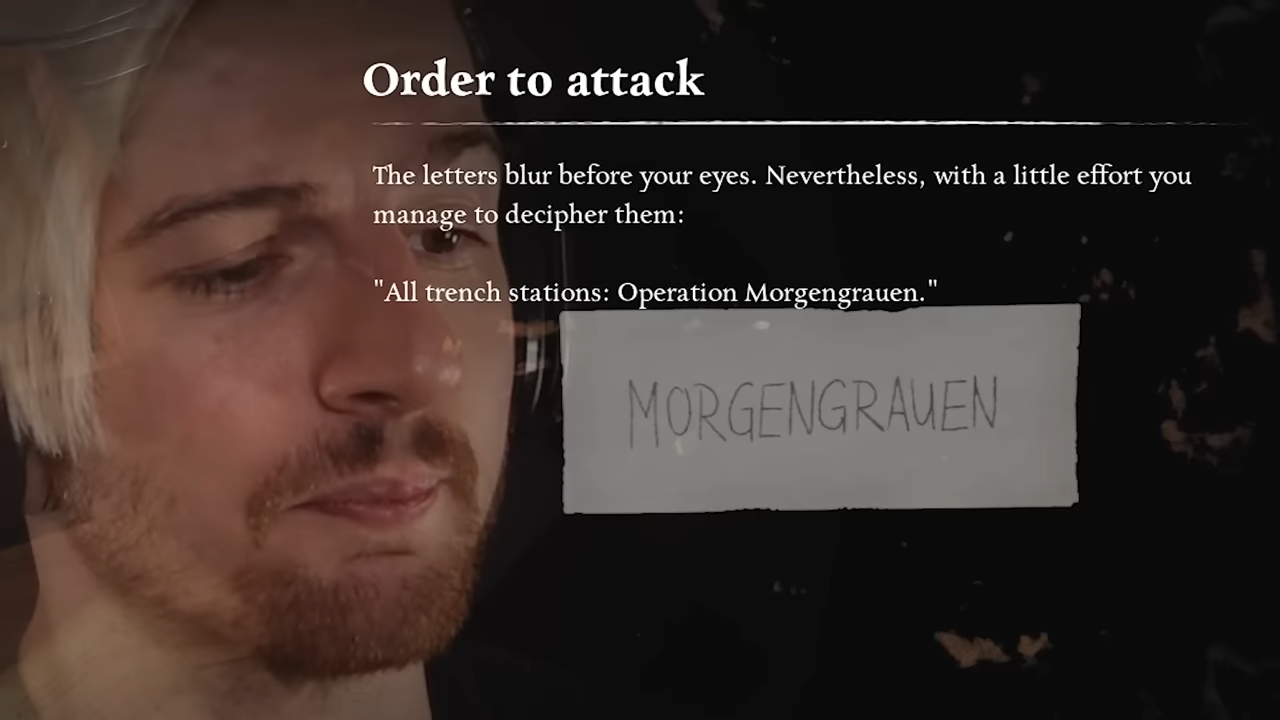 Order to attack
The letters blur before your eyes. Nevertheless, with a little effort you
manage to decipher them:
"All trench stations: Operation Morgengrauen."
MORGENGRAUEN